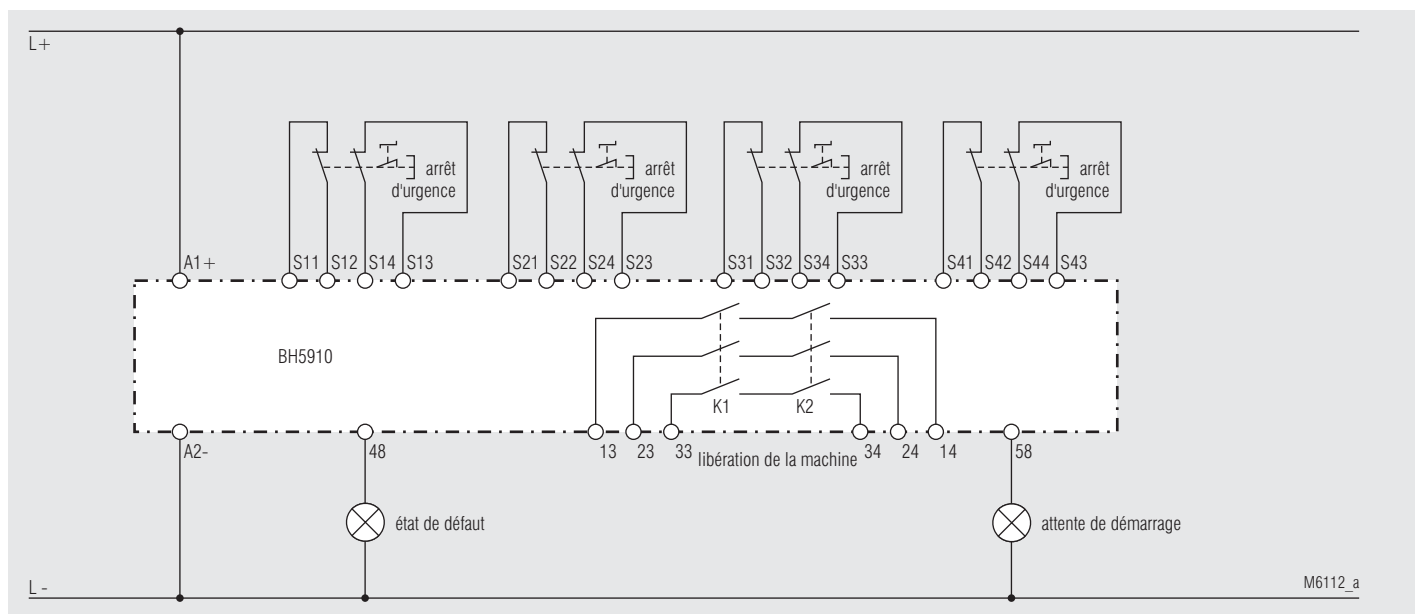 L+
arrêt d'urgence
arrêt d'urgence
arrêt d'urgence
arrêt d'urgence
A1+ S11 S12 S14 S13 S21 S22 S24 S23 S31 S32 S34 S33 S41 S42 S44 S43
BH5910
K1 K2
A2- 48 13 23 33 libération de la machine 34 24 14 58
état de défaut
attente de démarrage
L -
M6112_a